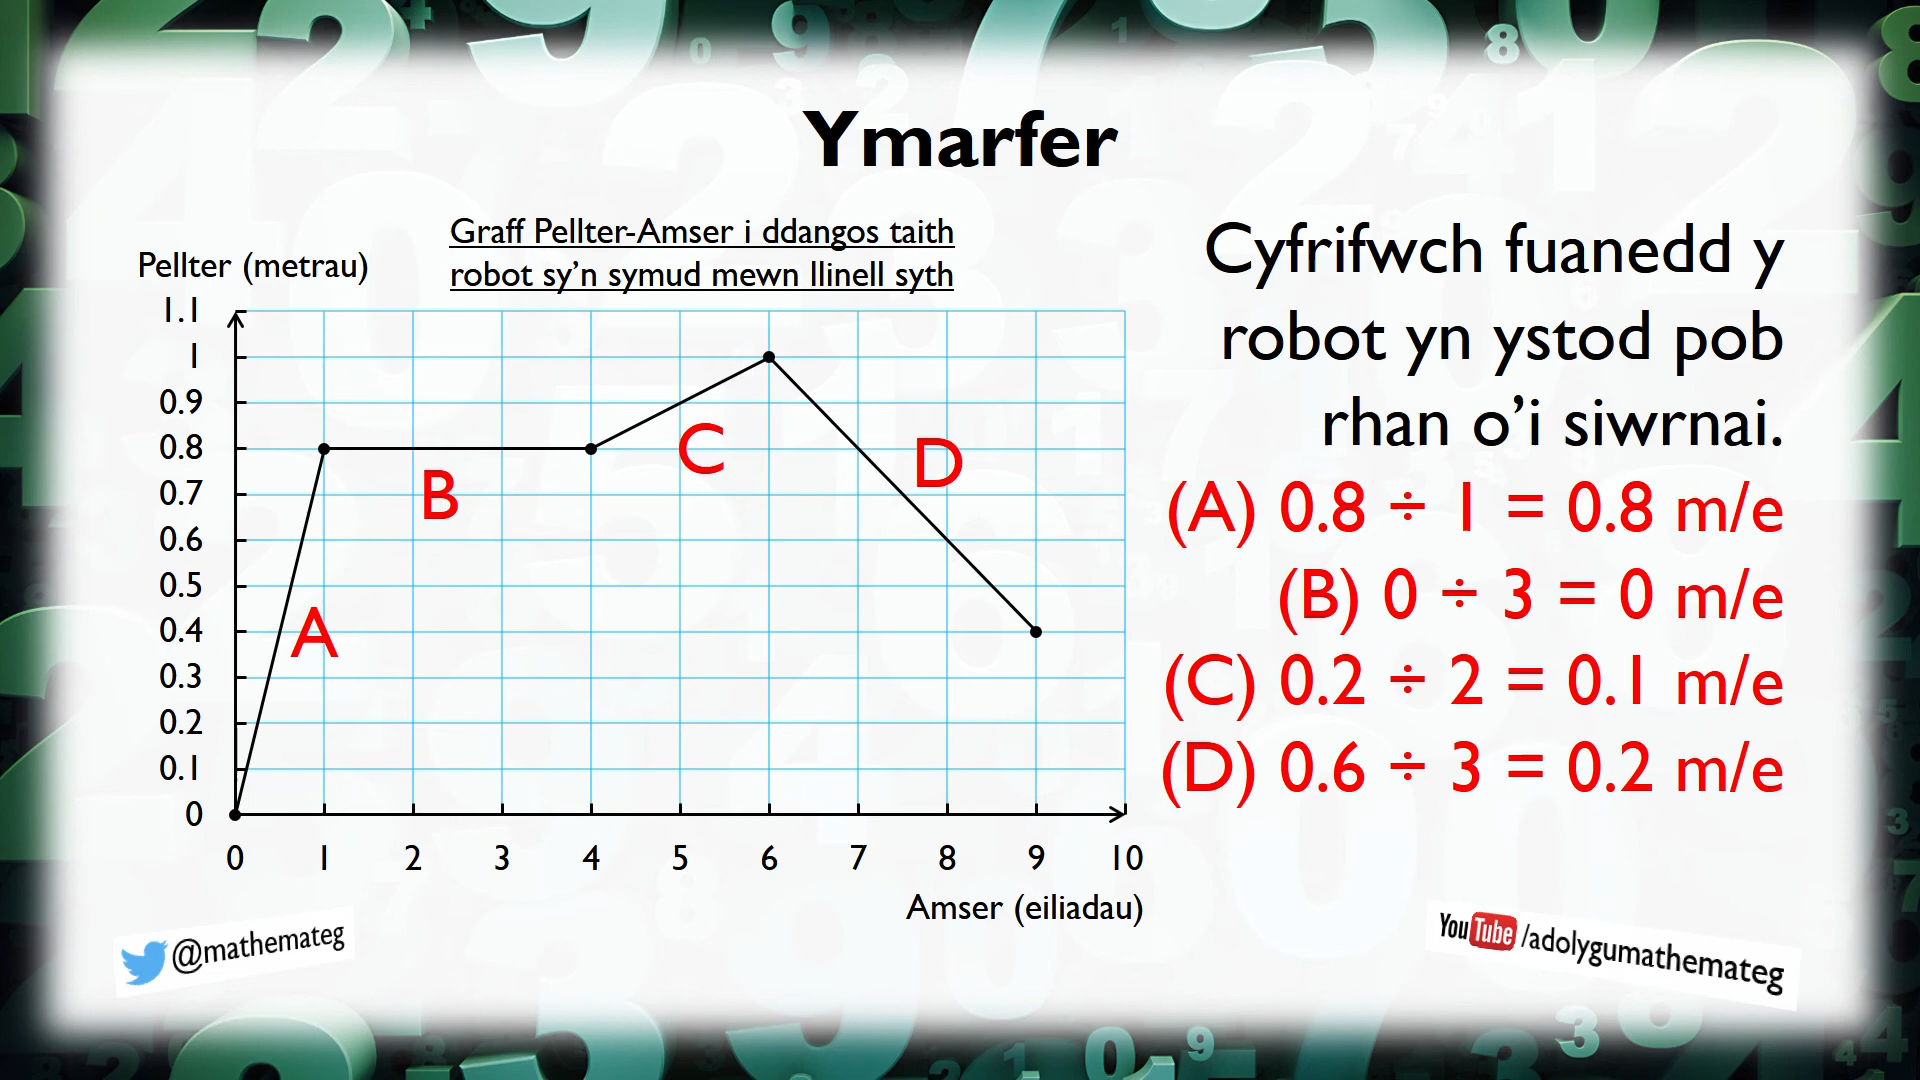 Ymarfer
Graff Pellter-Amser i ddangos taith
robot sy'n symud mewn llinell syth
Pellter (metrau)
1.1
1
0.9
0.8
0.7
0.6
0.5
0.4
0.3
0.2
0.1
0
A
B
C
D
0 1 2 3 4 5 6 7 8 9 10
Amser (eiliadau)
Cyfrifwch fuanedd y
robot yn ystod pob
rhan o'i siwrnai.
(A) 0.8 ÷ 1 = 0.8 m/e
(B) 0 ÷ 3 = 0 m/e
(C) 0.2 ÷ 2 = 0.1 m/e
(D) 0.6 ÷ 3 = 0.2 m/e
@mathemateg
YouTube /adolygumathemateg